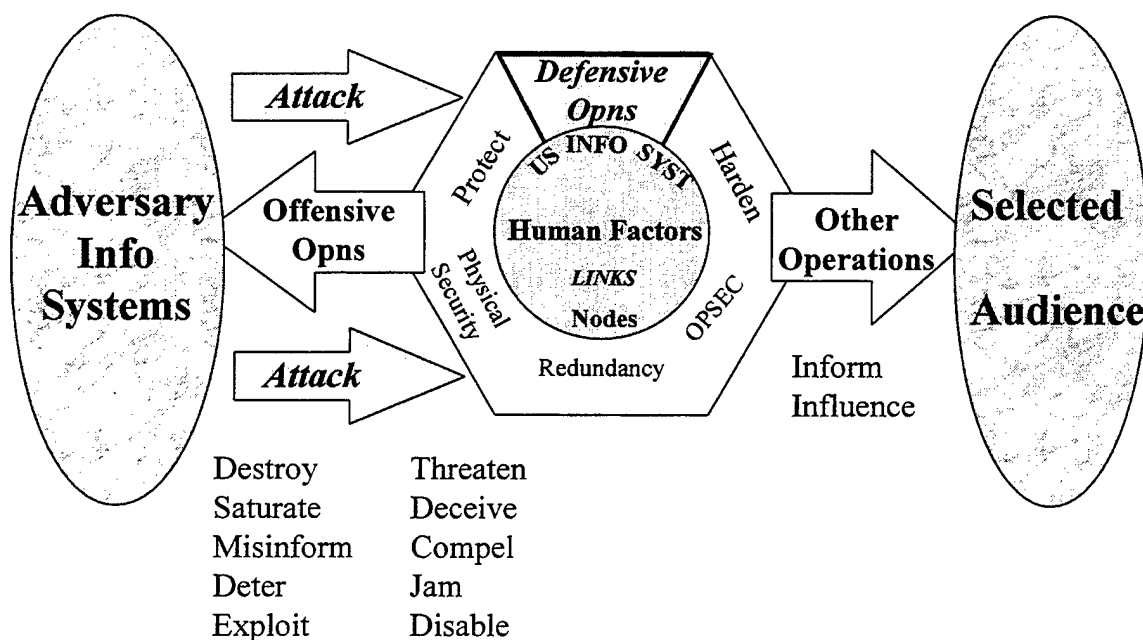 Attack
Defensive
Opns
US INFO SYST
Protect
Harden
Adversary
Info
Systems
Offensive
Opns
Human Factors
LINKS
Nodes
Physical
Security
OPSEC
Redundancy
Other
Operations
Selected
Audience
Attack
Inform
Influence
Destroy
Saturate
Misinform
Deter
Exploit
Threaten
Deceive
Compel
Jam
Disable